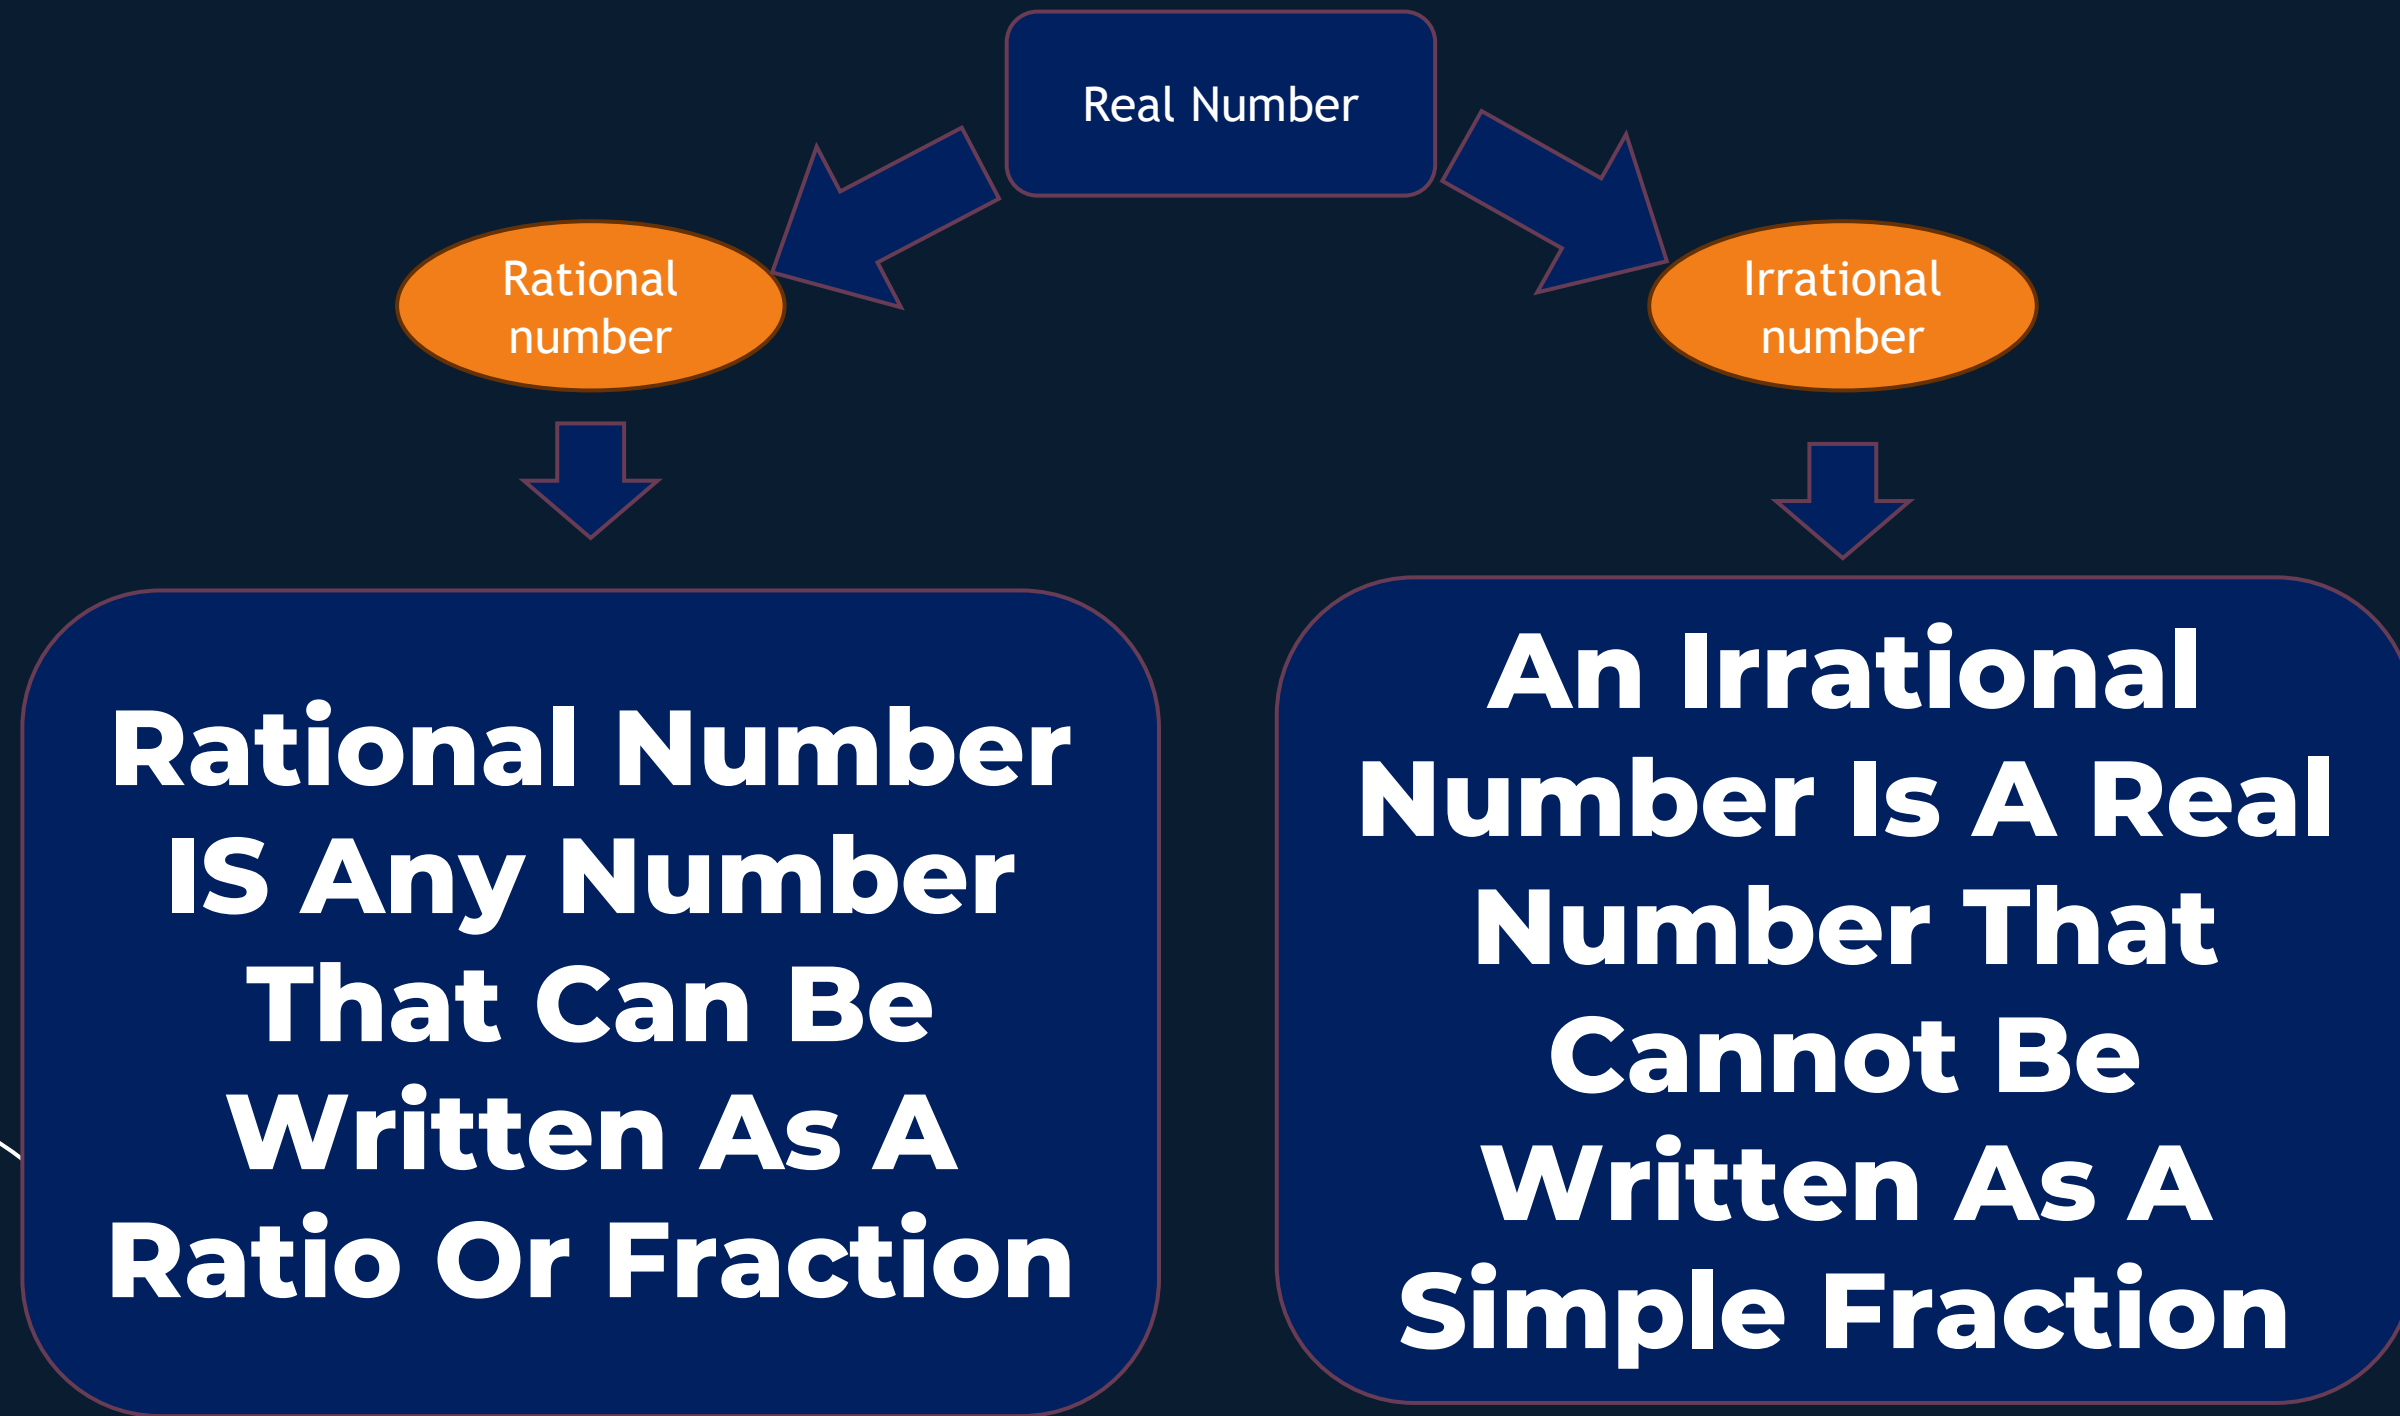 Real Number
Rational
number
Irrational
number
Rational Number
IS Any Number
That Can Be
Written As A
Ratio Or Fraction
An Irrational
Number Is A Real
Number That
Cannot Be
Written As A
Simple Fraction